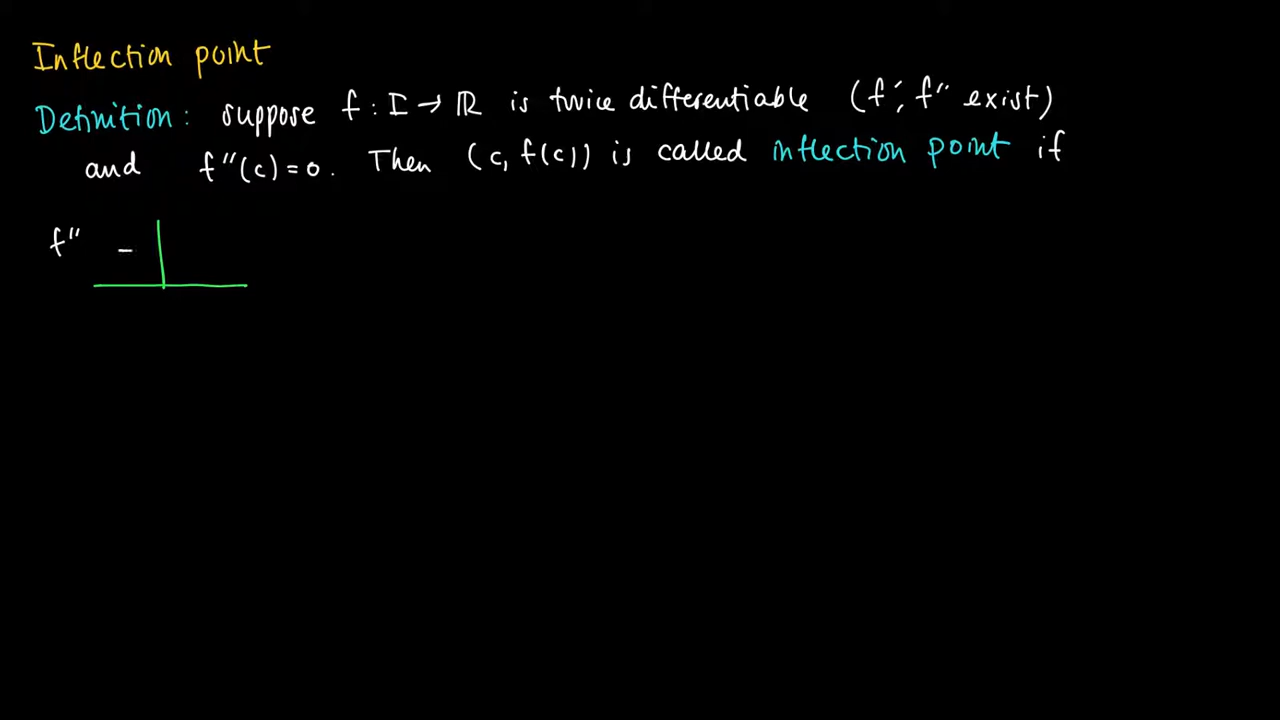 Inflection point
Definition: suppose f : I → ℝ is twice differentiable (f', f'' exist)
and f''(c) = 0. Then (c, f(c)) is called inflection point if
f'' -